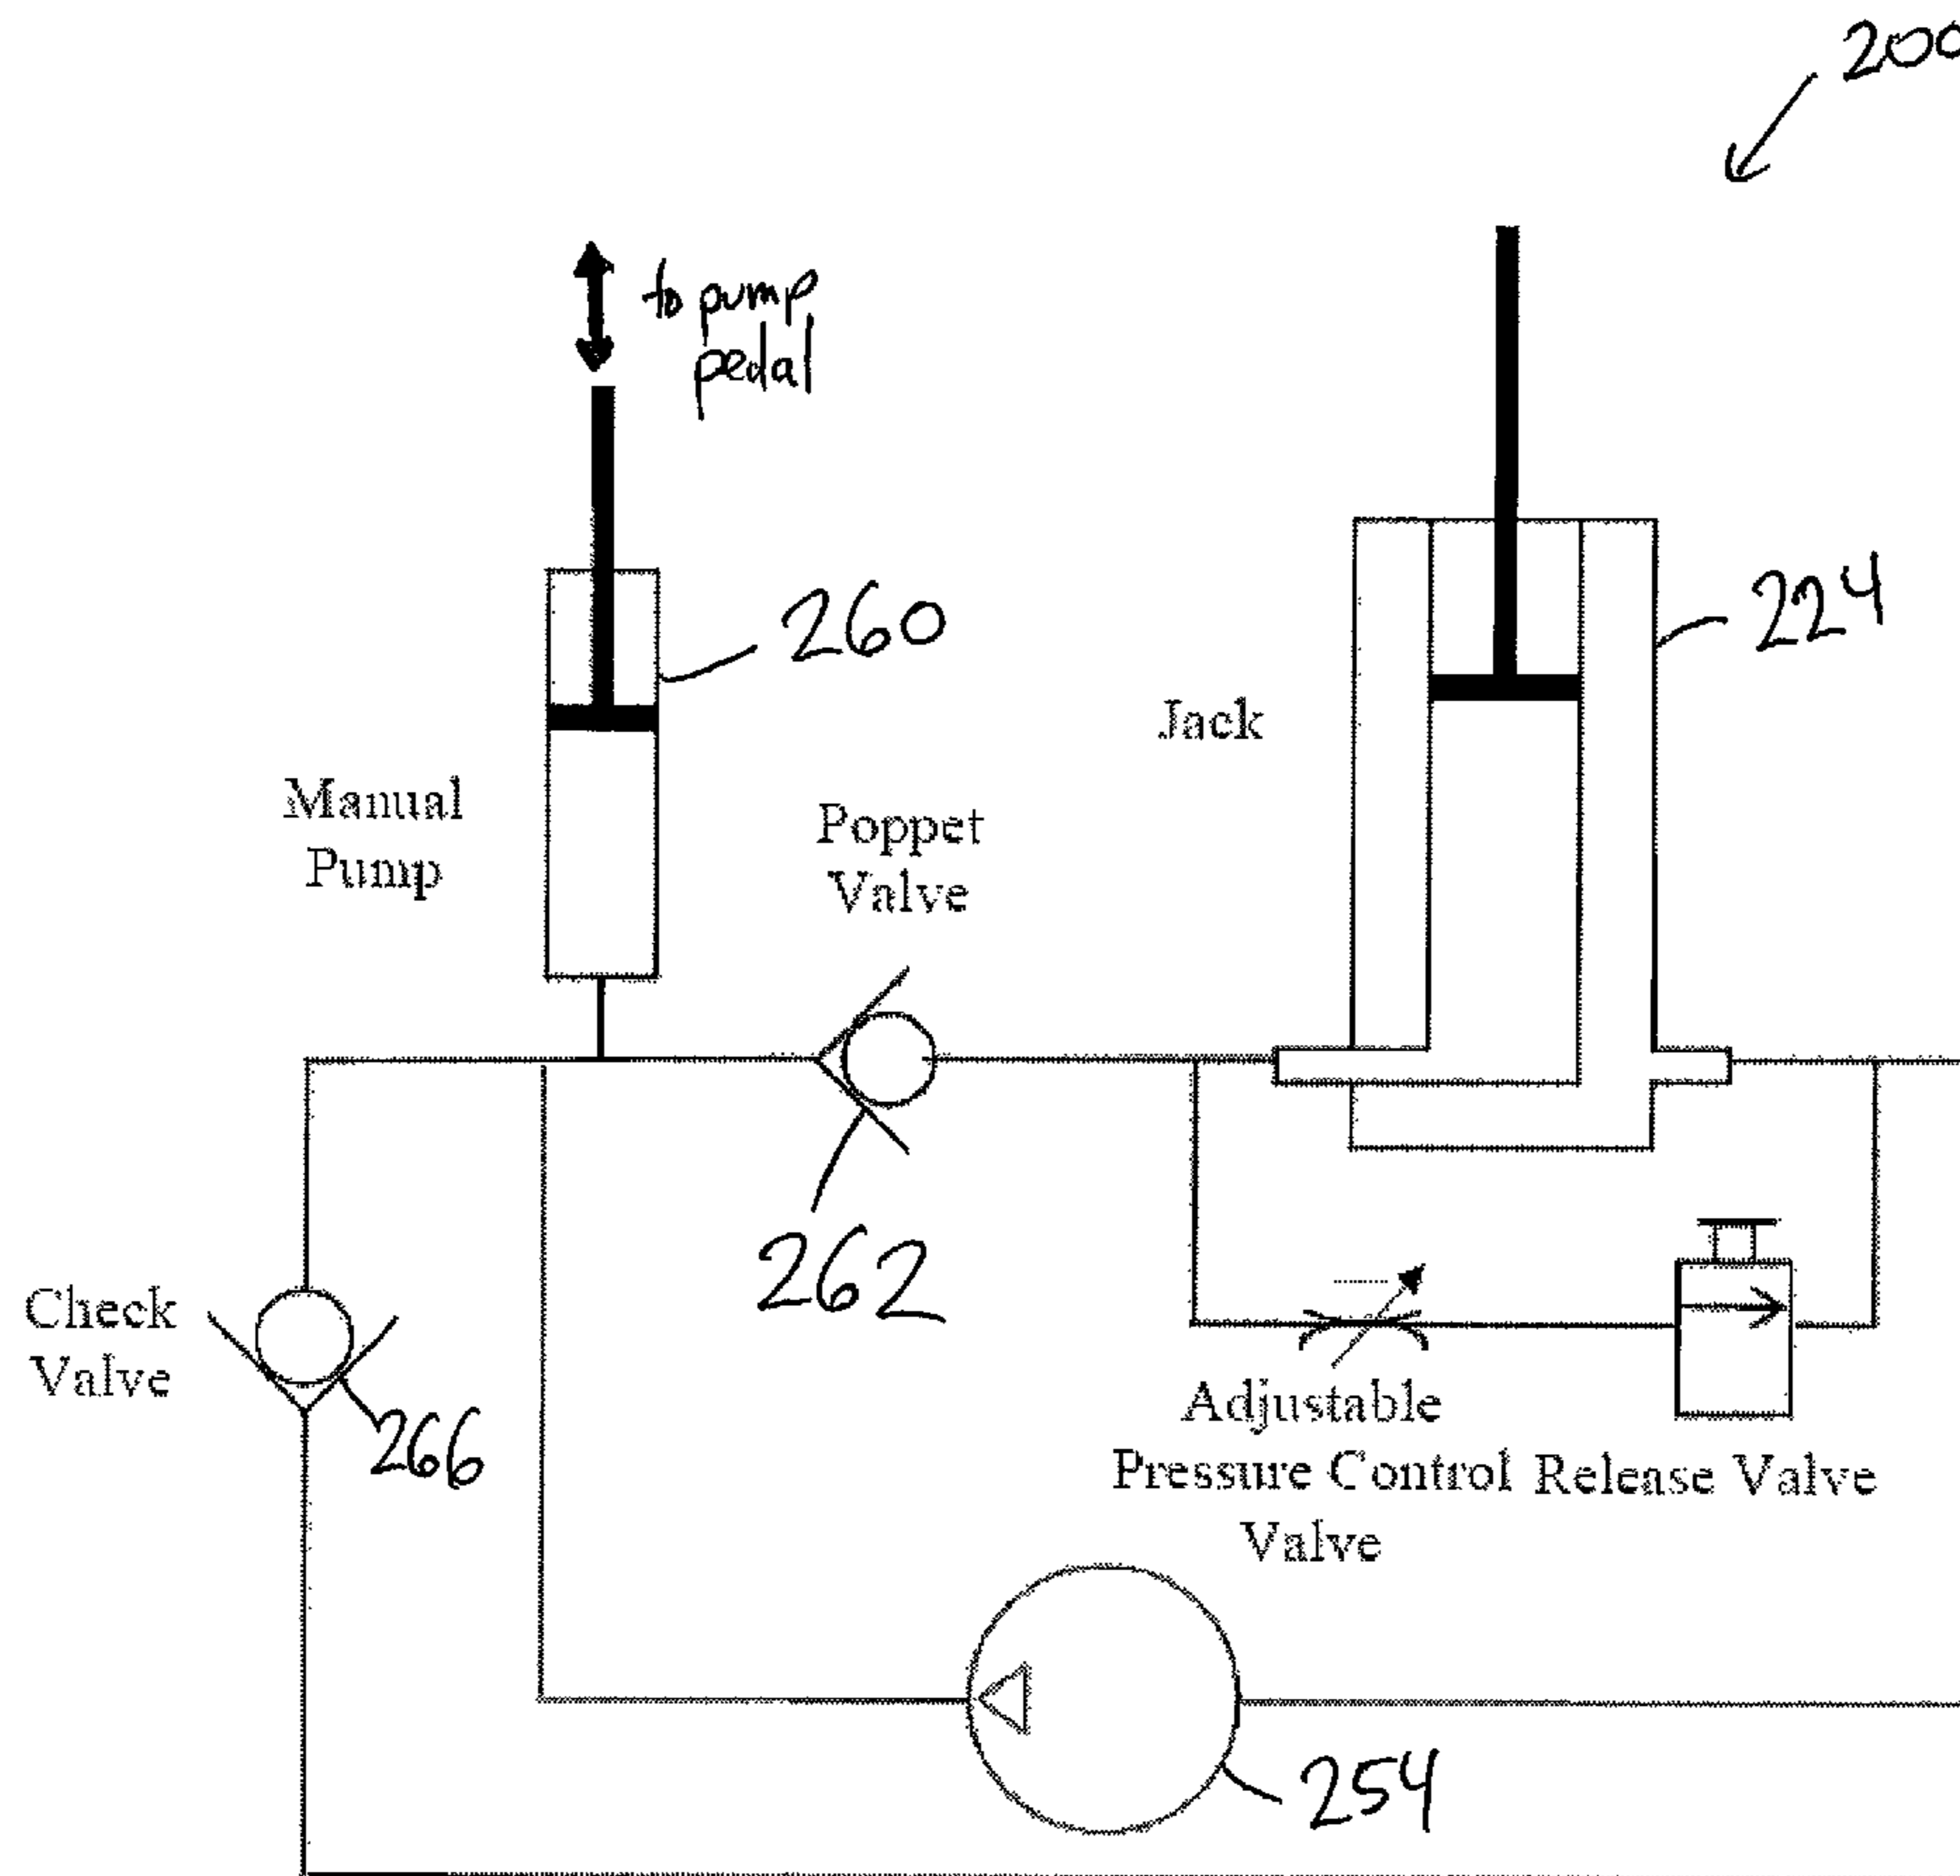 200
to pump
pedal
260
224
Jack
Manual
Pump
Poppet
Valve
262
Check
Valve
266
Adjustable
Pressure Control
Valve
Release Valve
254